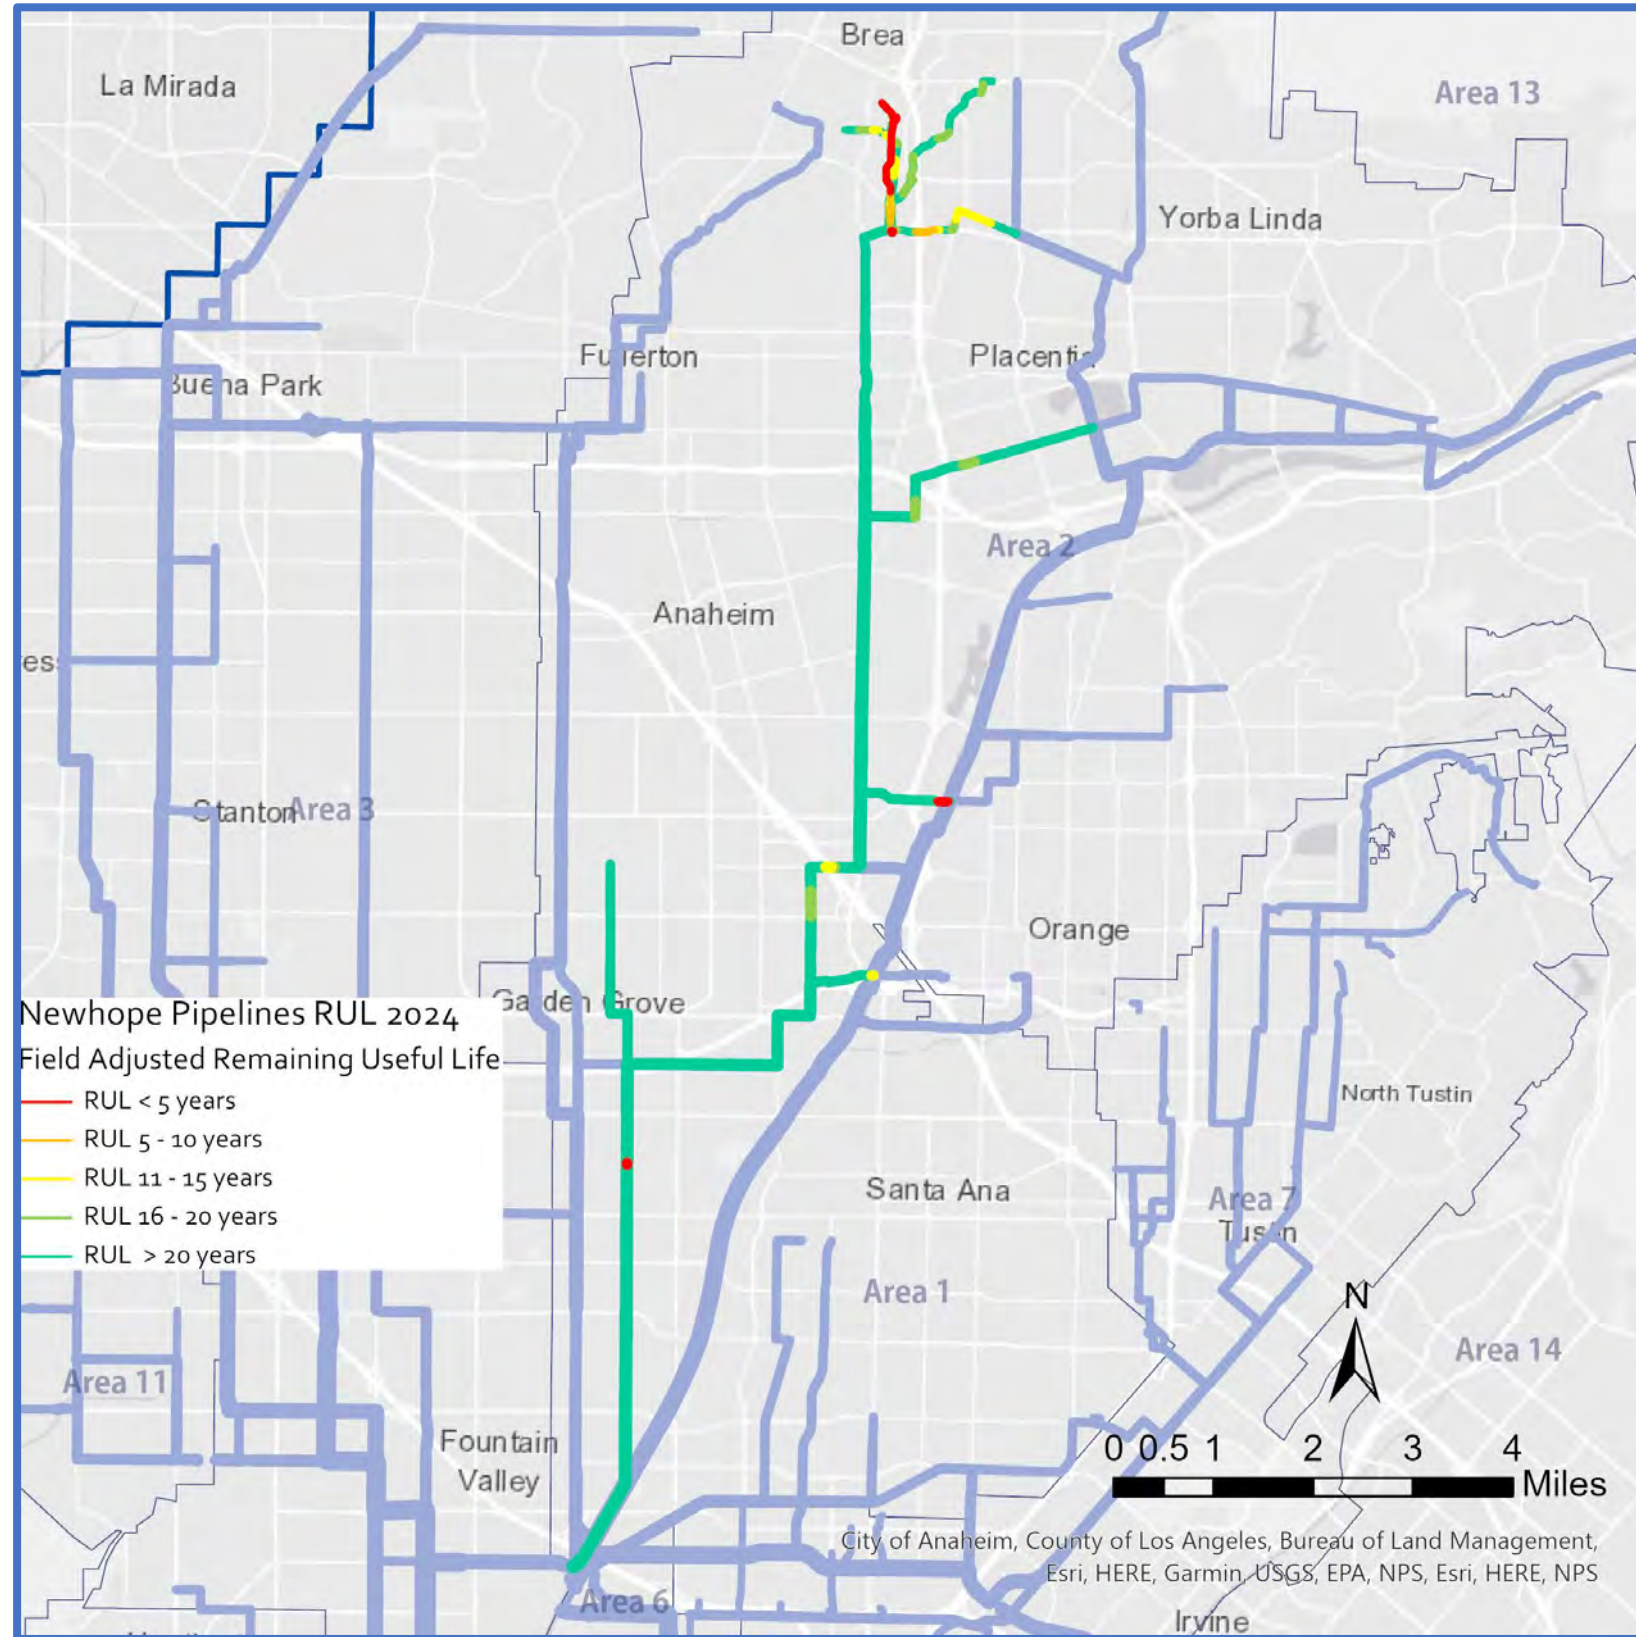 Brea
La Mirada
Area 13
Yorba Linda
Fullerton
Placentia
Buena Park
Area 2
Anaheim
ess
Stanton
Area 3
Orange
Garden Grove
Newhope Pipelines RUL 2024
Field Adjusted Remaining Useful Life
RUL < 5 years
RUL 5 - 10 years
RUL 11 - 15 years
RUL 16 - 20 years
RUL > 20 years
North Tustin
Santa Ana
Area 7
Tustin
Area 1
N
Area 14
Area 11
Fountain
Valley
0 0.5 1 2 3 4
Miles
City of Anaheim, County of Los Angeles, Bureau of Land Management,
Esri, HERE, Garmin, USGS, EPA, NPS, Esri, HERE, NPS
Area 6
Irvine